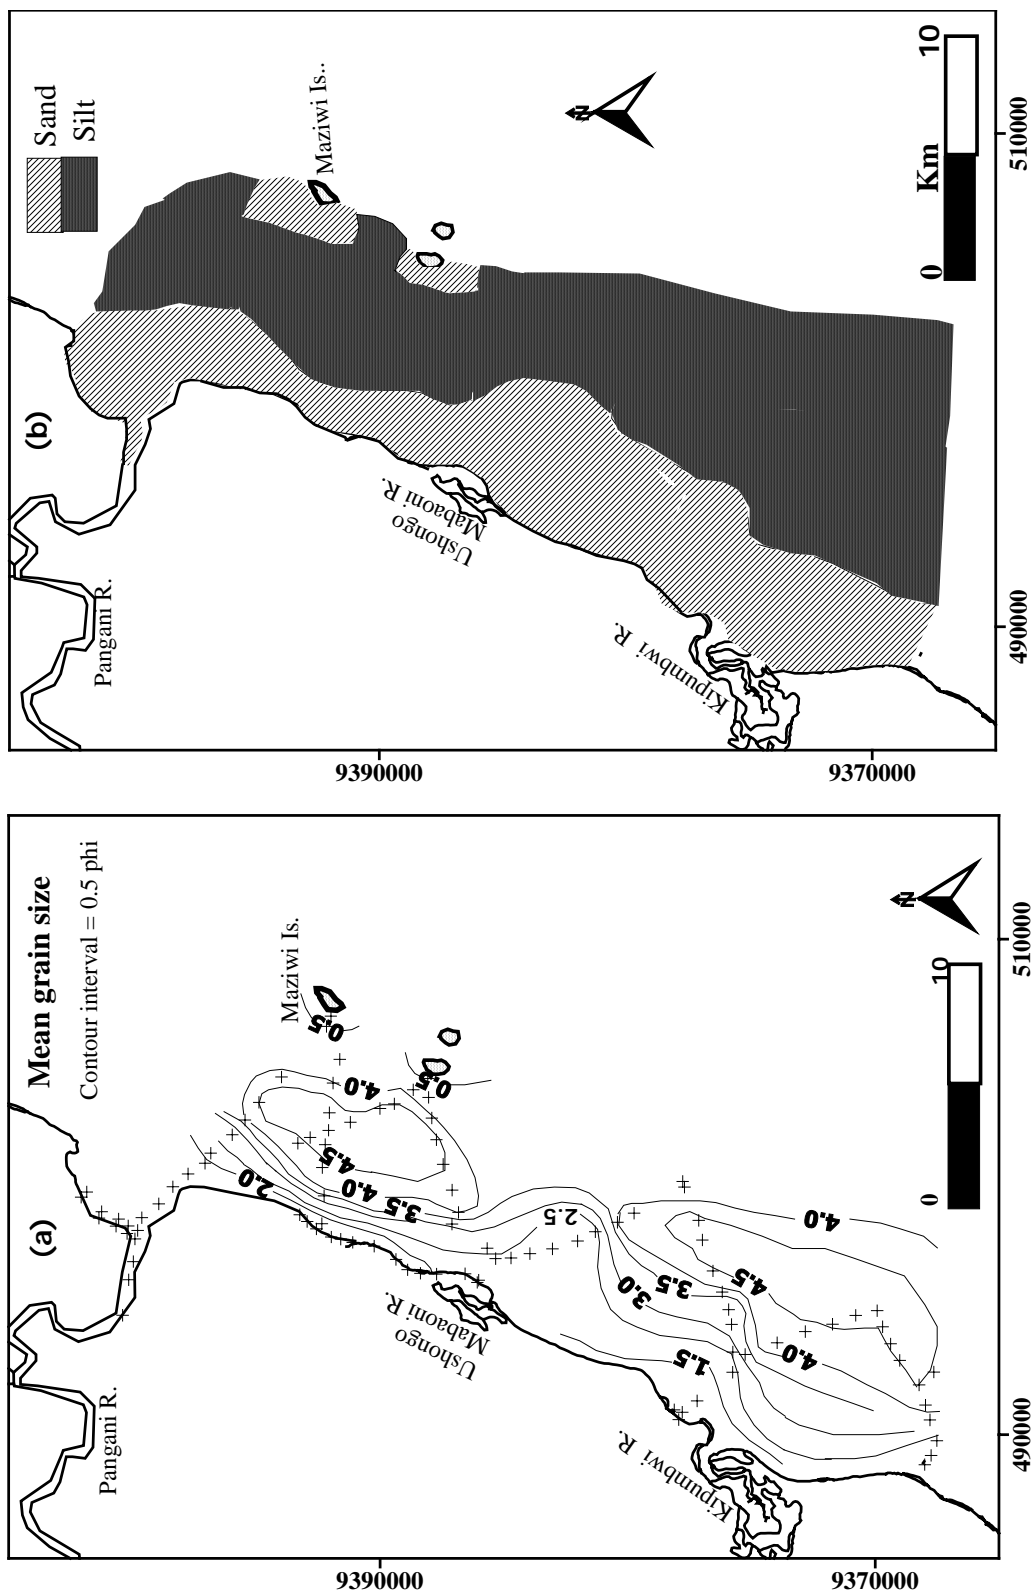 (b)
Sand
Silt
Maziwi Is..
N
10
Km
0
510000
490000
Pangani R.
Ushongo
Mabaoni R.
Kipumbwi R.
9390000
9370000
(a)
Mean grain size
Contour interval = 0.5 phi
Maziwi Is.
N
10
0
510000
490000
0.5
0.5
4.0
4.5
4.0
3.5
2.0
2.5
4.0
4.5
3.5
3.0
4.0
1.5
Pangani R.
Ushongo
Mabaoni R.
Kipumbwi R.
9390000
9370000